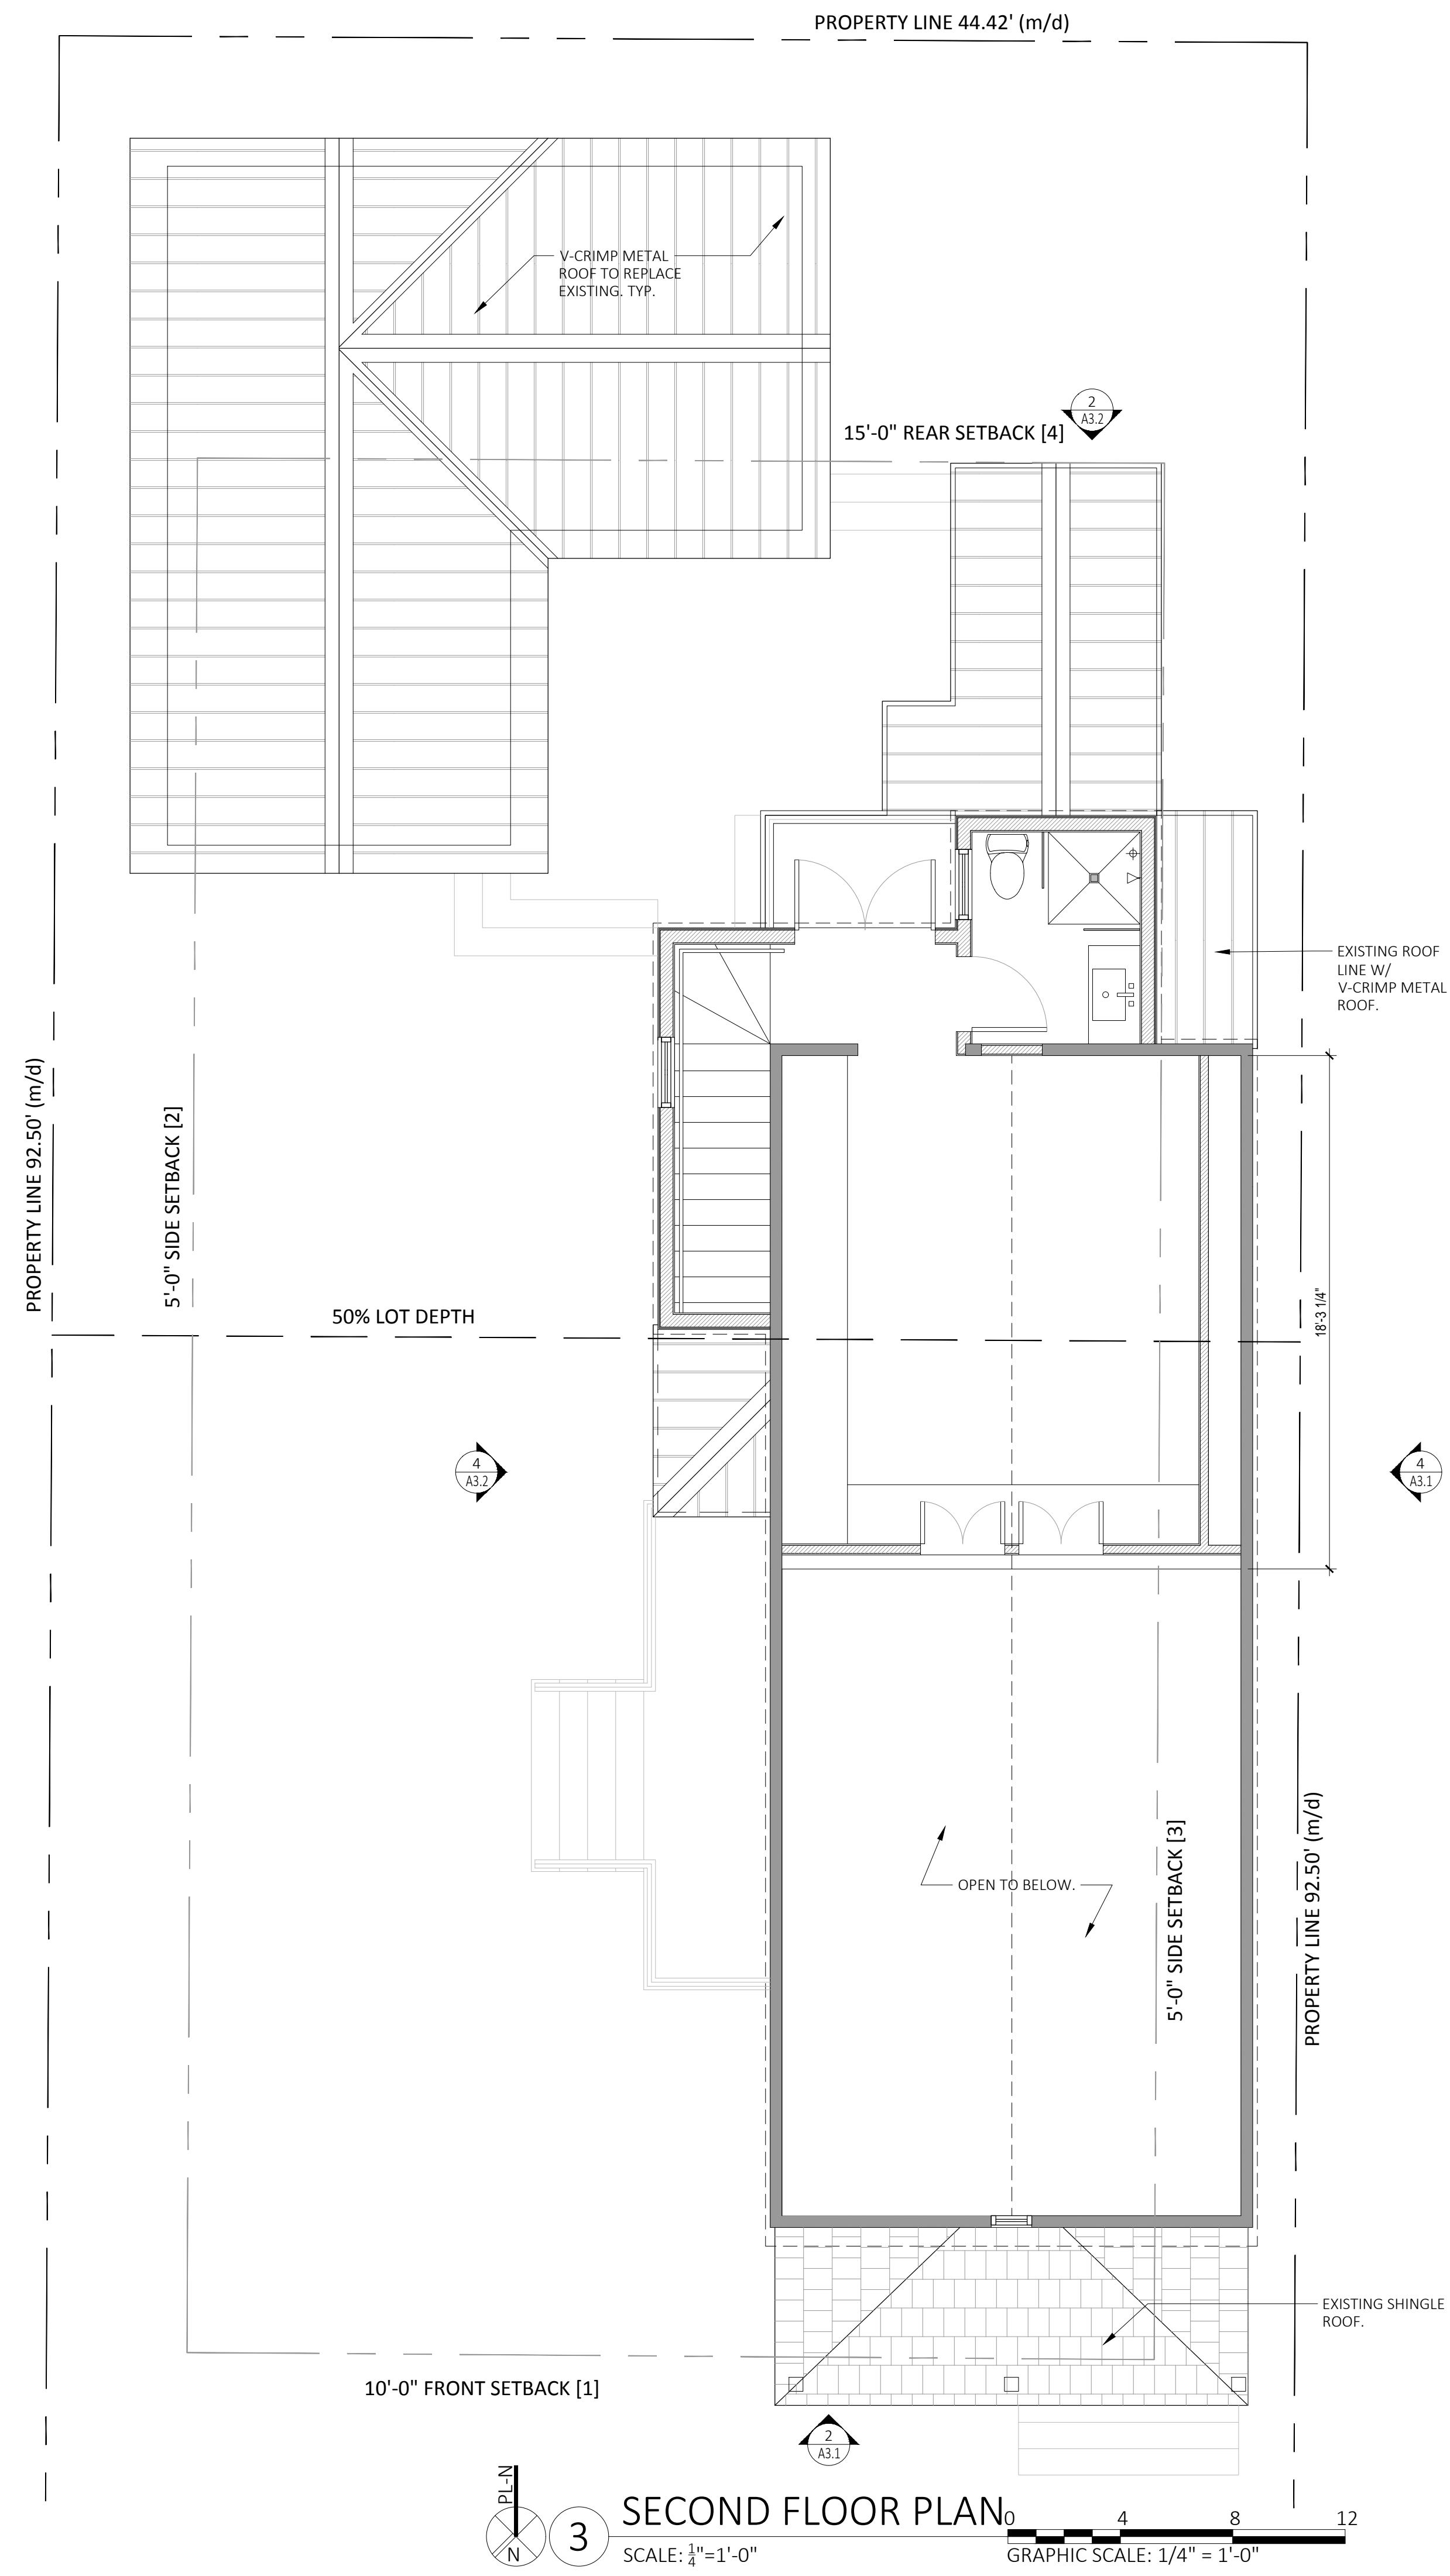 PROPERTY LINE 44.42' (m/d)
V-CRIMP METAL
ROOF TO REPLACE
EXISTING. TYP.
2
A3.2
15'-0" REAR SETBACK [4]
EXISTING ROOF
LINE W/
V-CRIMP METAL
ROOF.
PROPERTY LINE 92.50' (m/d)
5'-0" SIDE SETBACK [2]
50% LOT DEPTH
18'-3 1/4"
4
A3.2
4
A3.1
OPEN TO BELOW.
5'-0" SIDE SETBACK [3]
PROPERTY LINE 92.50' (m/d)
EXISTING SHINGLE
ROOF.
10'-0" FRONT SETBACK [1]
2
A3.1
PL-N
N
3
SECOND FLOOR PLAN
SCALE: 1/4"=1'-0"
0 4 8 12
GRAPHIC SCALE: 1/4" = 1'-0"